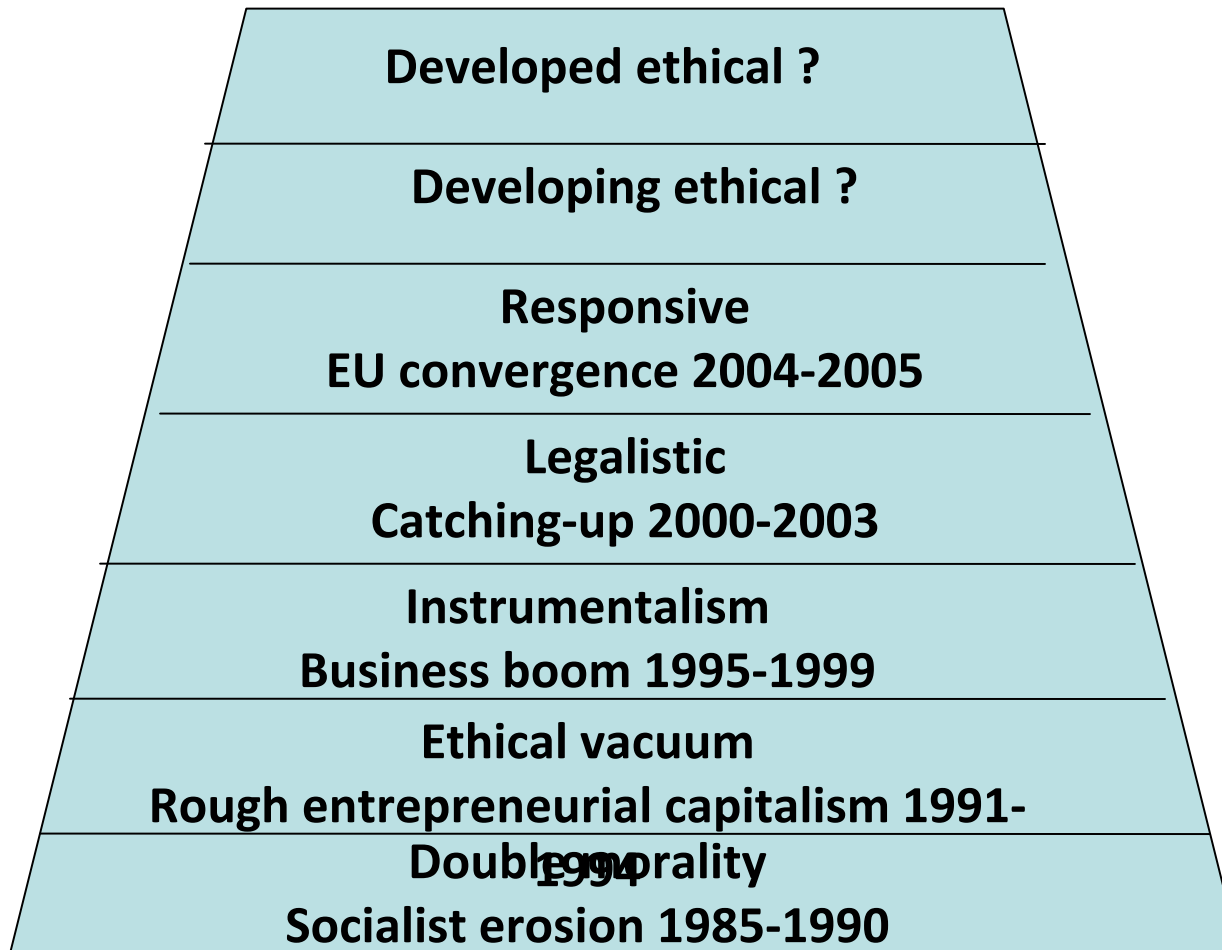 Developed ethical ?
Developing ethical ?
Responsive
EU convergence 2004-2005
Legalistic
Catching-up 2000-2003
Instrumentalism
Business boom 1995-1999
Ethical vacuum
Rough entrepreneurial capitalism 1991-
1994
Double morality
Socialist erosion 1985-1990